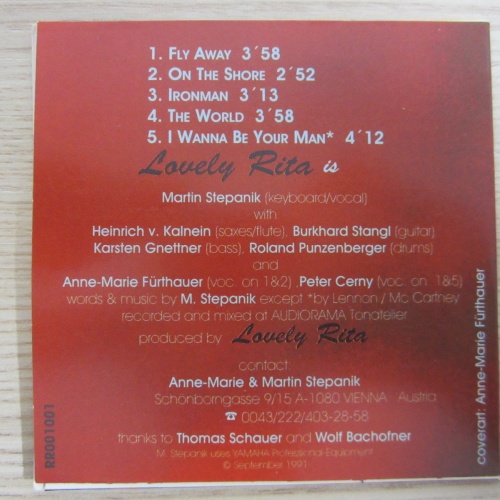 1. FLY AWAY 3´58
2. ON THE SHORE 2´52
3. IRONMAN 3´13
4. THE WORLD 3´58
5. I WANNA BE YOUR MAN* 4´12
Lovely Rita is
Martin Stepanik (keyboard/vocal)
with
Heinrich v. Kalnein (saxes/flute), Burkhard Stangl (guitar)
Karsten Gnettner (bass), Roland Punzenberger (drums)
and
Anne-Marie Fürthauer (voc. on 1&2) ,Peter Cerny (voc. on 1&5)
words & music by M. Stepanik except *by Lennon / Mc Cartney
recorded and mixed at AUDIORAMA Tonatelier
produced by Lovely Rita
contact:
Anne-Marie & Martin Stepanik
Schönborngasse 9/15 A-1080 VIENNA Austria
☎ 0043/222/403-28-58
thanks to Thomas Schauer and Wolf Bachofner
M. Stepanik uses YAMAHA Professional-Equipment
© September 1991
RR001001
coverart: Anne-Marie Fürthauer